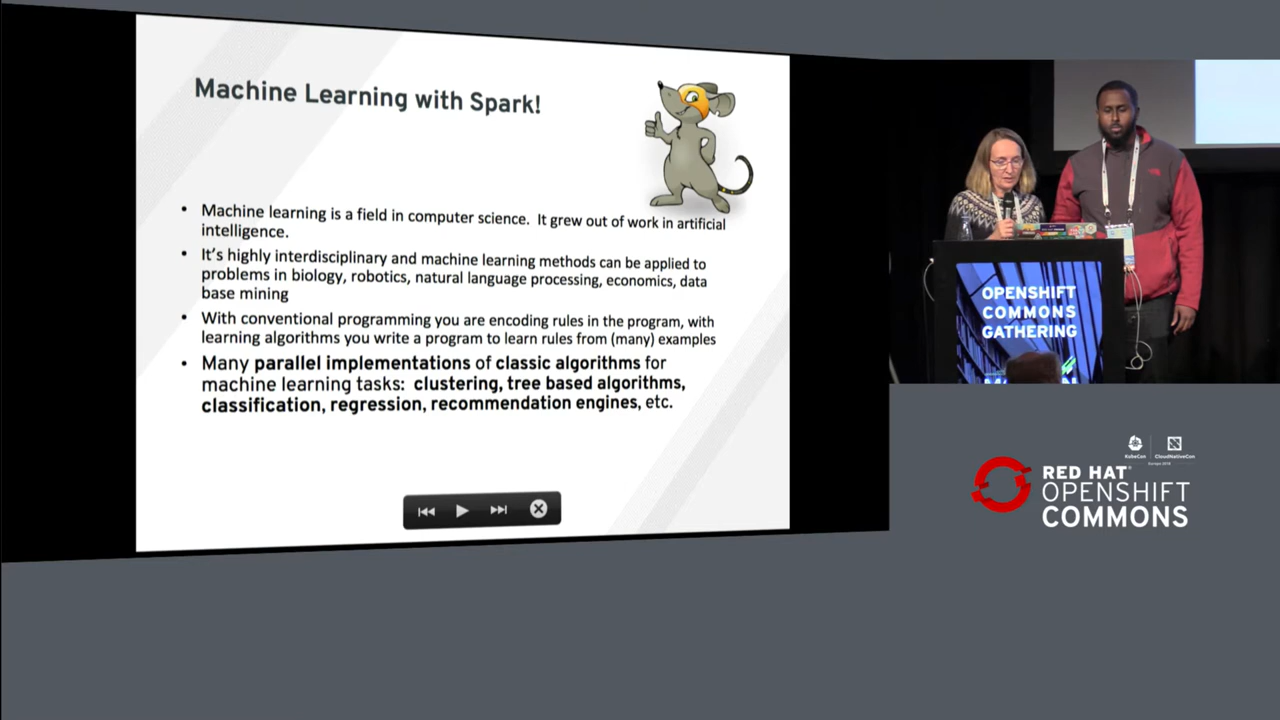 Machine Learning with Spark!
• Machine learning is a field in computer science. It grew out of work in artificial
intelligence.
• It's highly interdisciplinary and machine learning methods can be applied to
problems in biology, robotics, natural language processing, economics, data
base mining
• With conventional programming you are encoding rules in the program, with
learning algorithms you write a program to learn rules from (many) examples
• Many parallel implementations of classic algorithms for
machine learning tasks: clustering, tree based algorithms,
classification, regression, recommendation engines, etc.
OPENSHIFT
COMMONS
GATHERING
KubeCon
CloudNativeCon
Europe 2018
RED HAT®
OPENSHIFT
COMMONS